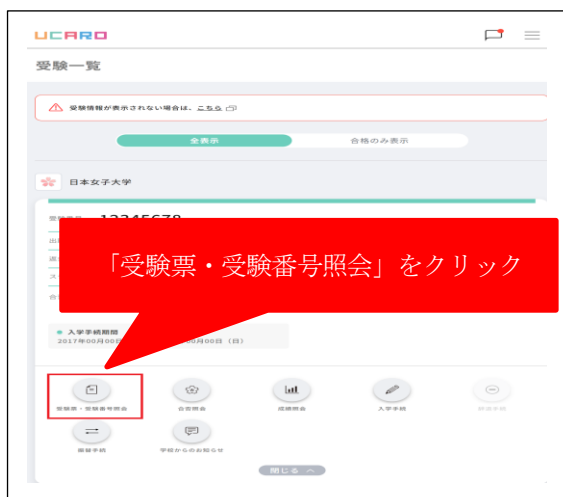 UCARO
受験一覧
受験情報が表示されない場合は、こちら
全表示
合格のみ表示
日本女子大学
12345678
「受験票・受験番号照会」をクリック
入学手続期間
2017年00月00日
00月00日（日）
受験票・受験番号照会
合否照会
成績照会
入学手続
辞退手続
振替手続
学校からのお知らせ
閉じる